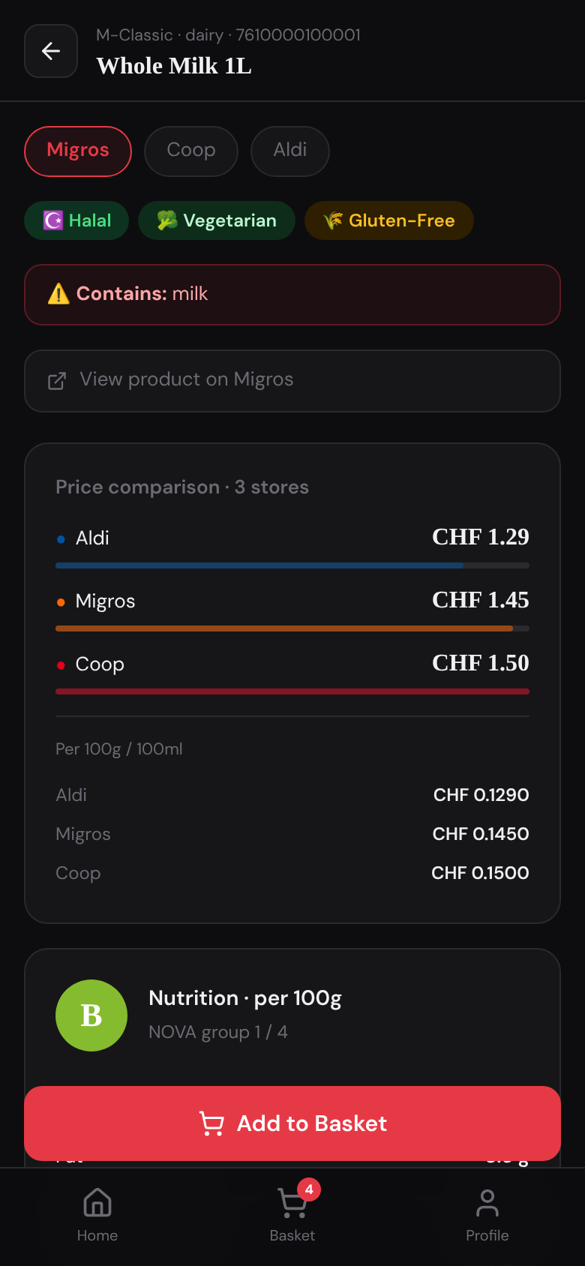 M-Classic · dairy · 7610000100001
Whole Milk 1L
Migros Coop Aldi
Halal Vegetarian Gluten-Free
⚠️ Contains: milk
View product on Migros
Price comparison · 3 stores
Aldi CHF 1.29
Migros CHF 1.45
Coop CHF 1.50
Per 100g / 100ml
Aldi CHF 0.1290
Migros CHF 0.1450
Coop CHF 0.1500
B Nutrition · per 100g
NOVA group 1 / 4
Add to Basket
4
Home Basket Profile